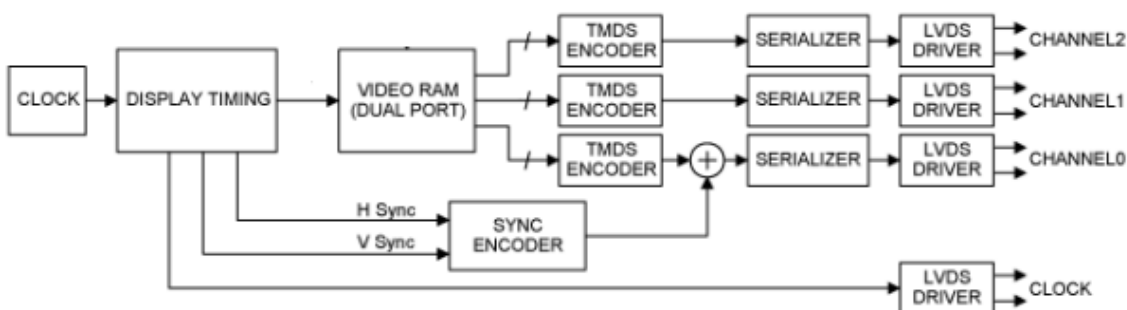 TMDS
ENCODER
SERIALIZER
LVDS
DRIVER
CHANNEL2
CLOCK
DISPLAY TIMING
VIDEO RAM
(DUAL PORT)
TMDS
ENCODER
SERIALIZER
LVDS
DRIVER
CHANNEL1
TMDS
ENCODER
SERIALIZER
LVDS
DRIVER
CHANNEL0
H Sync
V Sync
SYNC
ENCODER
LVDS
DRIVER
CLOCK